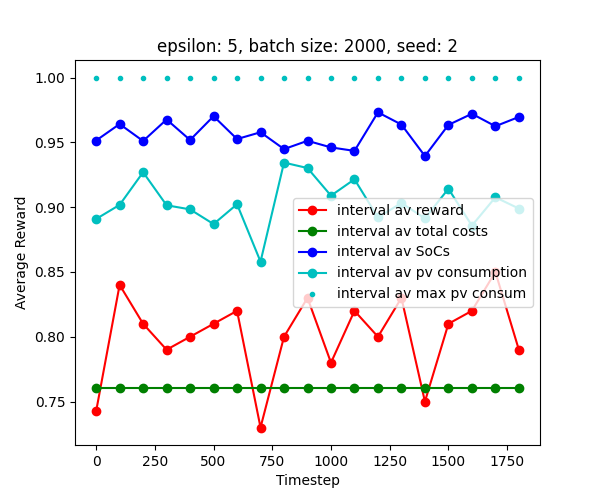 epsilon: 5, batch size: 2000, seed: 2
1.00
0.95
0.90
0.85
0.80
0.75
Average Reward
interval av reward
interval av total costs
interval av SoCs
interval av pv consumption
interval av max pv consum
0 250 500 750 1000 1250 1500 1750
Timestep